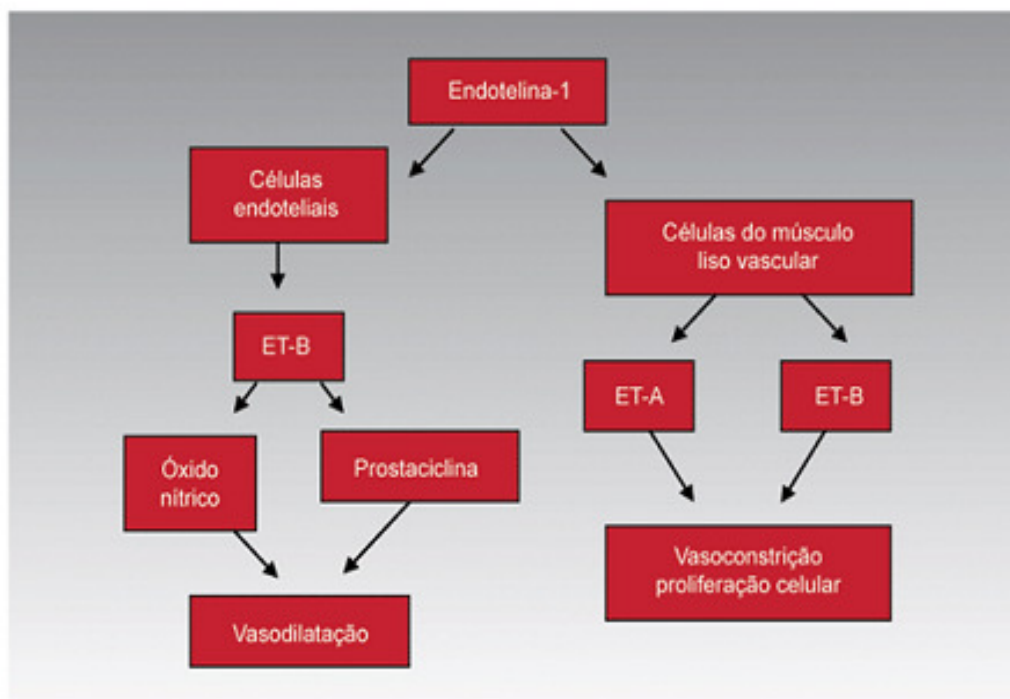 Endotelina-1
Células
endoteliais
Células do músculo
liso vascular
ET-B
ET-A
ET-B
Óxido
nítrico
Prostaciclina
Vasoconstrição
proliferação celular
Vasodilatação